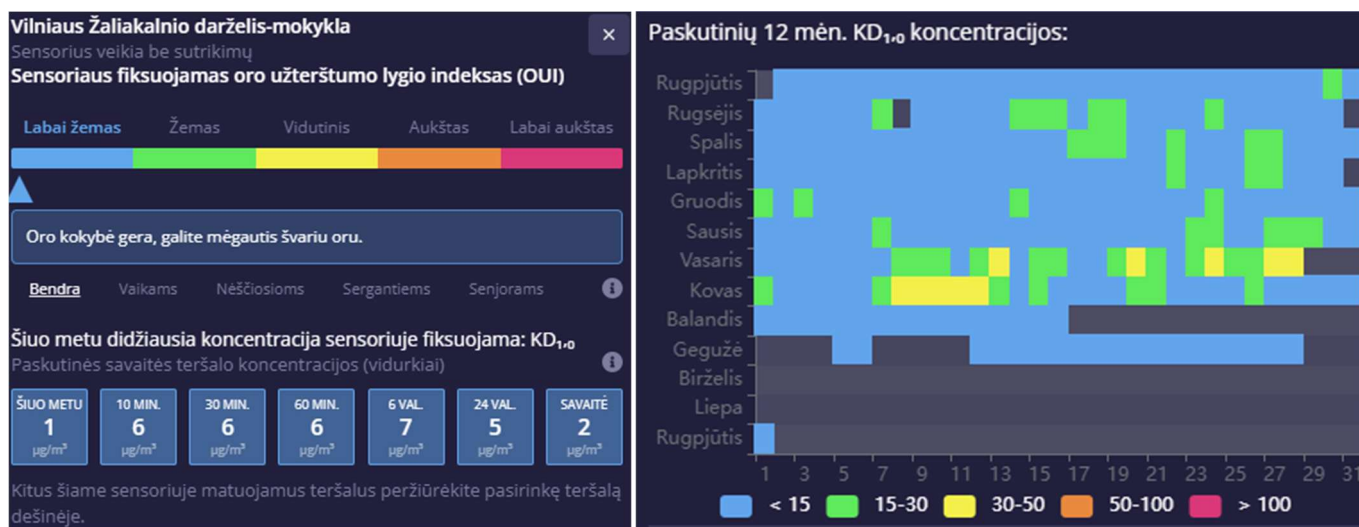 Vilniaus Žaliakalnio darželis-mokykla
×
Sensorius veikia be sutrikimų
Sensoriaus fiksuojamas oro užterštumo lygio indeksas (OUI)
Labai žemas Žemas Vidutinis Aukštas Labai aukštas
Oro kokybė gera, galite mėgautis švariu oru.
Bendra Vaikams Nėščiosioms Sergantiems Senjorams i
Šiuo metu didžiausia koncentracija sensoriuje fiksuojama: KD₁,₀
Paskutinės savaitės teršalo koncentracijos (vidurkiai) i
ŠIUO METU 10 MIN. 30 MIN. 60 MIN. 6 VAL. 24 VAL. SAVAITĖ
1 6 6 6 7 5 2
µg/m³ µg/m³ µg/m³ µg/m³ µg/m³ µg/m³ µg/m³
Kitus šiame sensoriuje matuojamus teršalus peržiūrėkite pasirinkę teršalą
dešinėje.
Paskutinių 12 mėn. KD₁,₀ koncentracijos:
Rugpjūtis
Rugsėjis
Spalis
Lapkritis
Gruodis
Sausis
Vasaris
Kovas
Balandis
Gegužė
Birželis
Liepa
Rugpjūtis
1 3 5 7 9 11 13 15 17 19 21 23 25 27 29 31
< 15 15-30 30-50 50-100 > 100